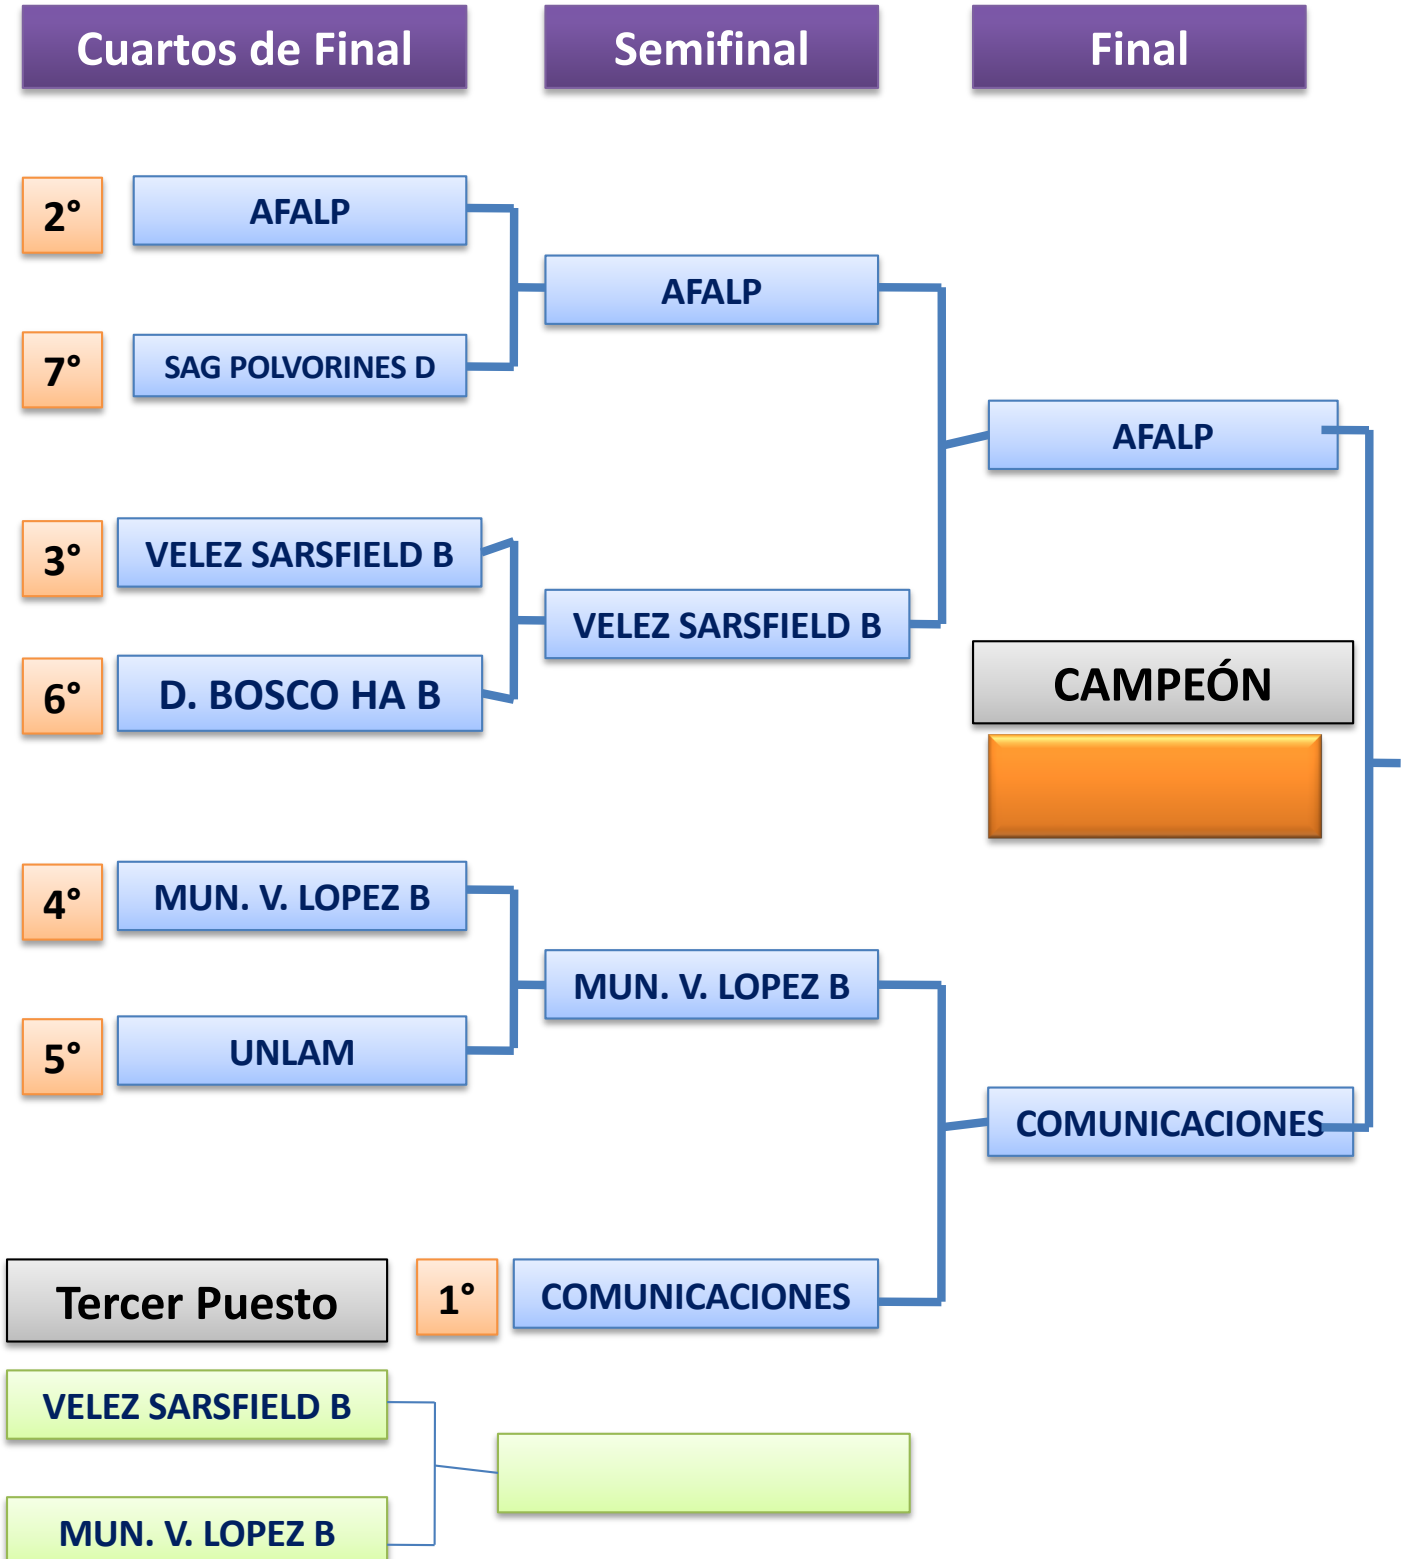 Cuartos de Final
Semifinal
Final
2°
AFALP
AFALP
7°
SAG POLVORINES D
AFALP
3°
VELEZ SARSFIELD B
VELEZ SARSFIELD B
6°
D. BOSCO HA B
CAMPEÓN
4°
MUN. V. LOPEZ B
MUN. V. LOPEZ B
5°
UNLAM
COMUNICACIONES
Tercer Puesto
1°
COMUNICACIONES
VELEZ SARSFIELD B
MUN. V. LOPEZ B